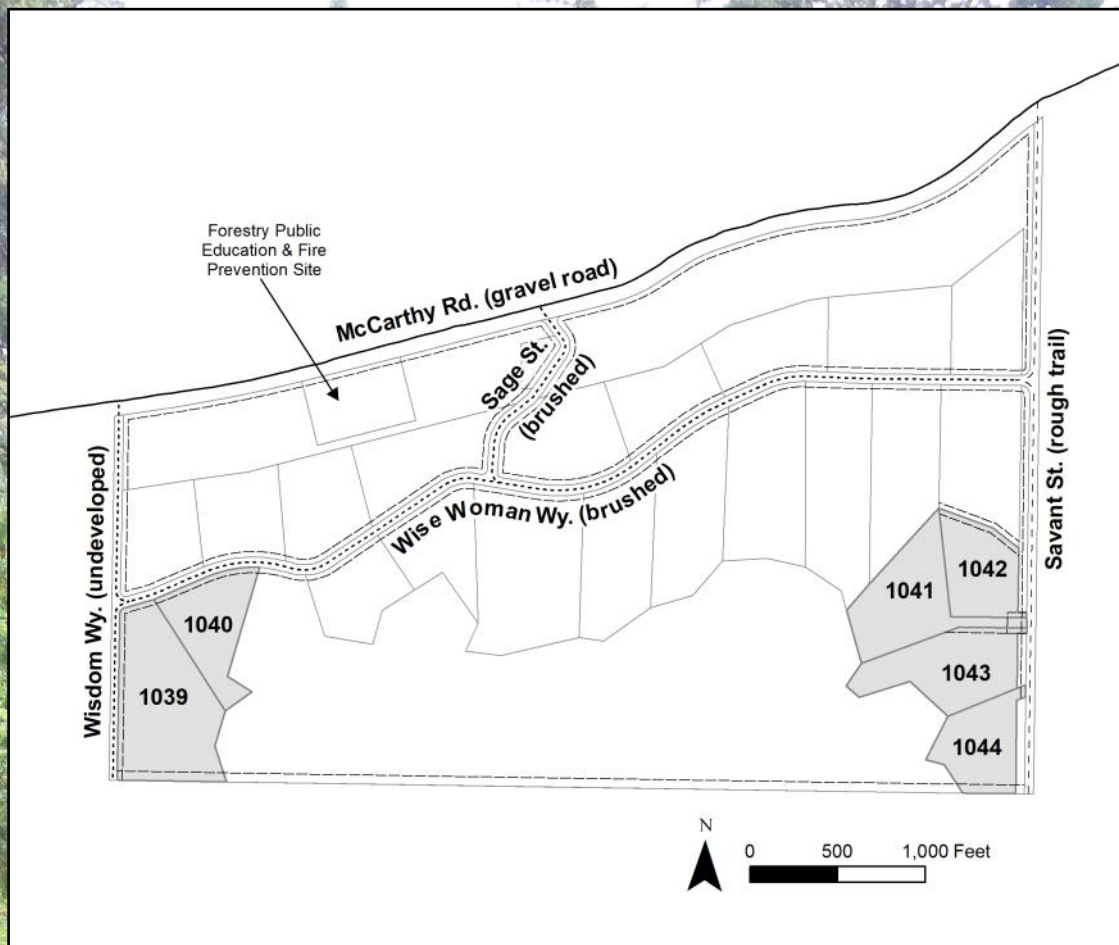 Forestry Public
Education & Fire
Prevention Site
McCarthy Rd. (gravel road)
Sage St.
(brushed)
Wise Woman Wy. (brushed)
Wisdom Wy. (undeveloped)
Savant St. (rough trail)
1039
1040
1041
1042
1043
1044
N
0 500 1,000 Feet